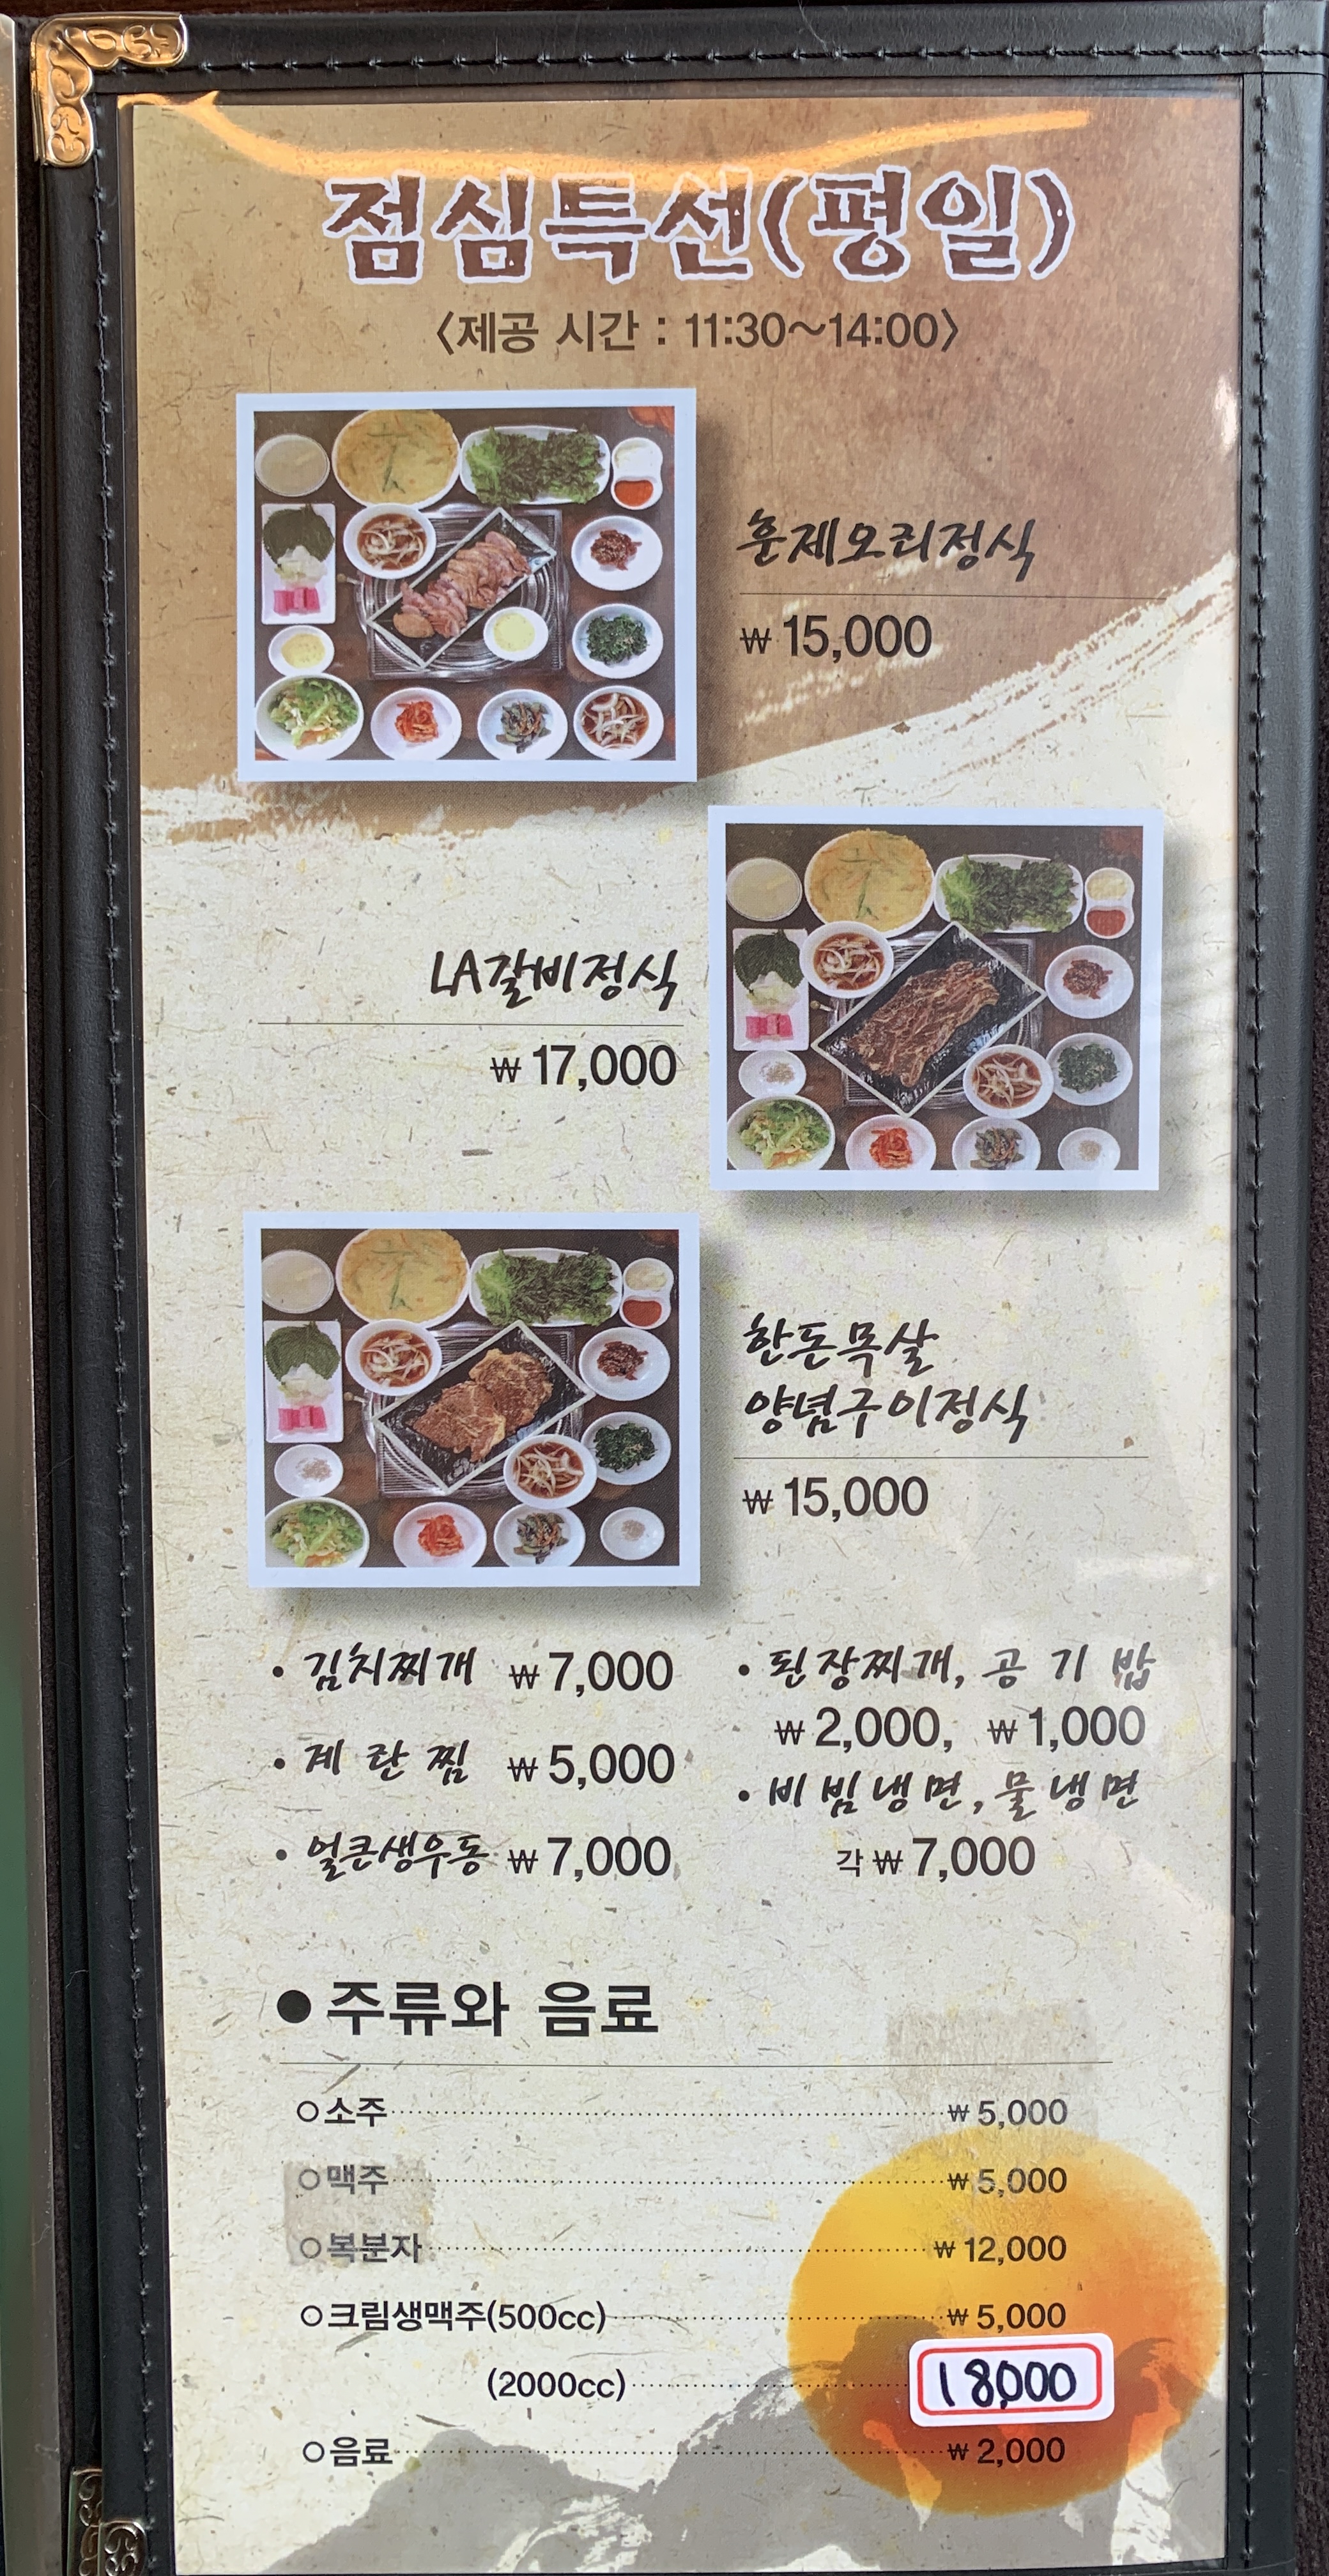 점심특선(평일)
<제공 시간 : 11:30~14:00>
훈제오리정식
₩ 15,000
LA갈비정식
₩ 17,000
한돈목살
양념구이정식
₩ 15,000
• 김치찌개 ₩ 7,000
• 계 란 찜 ₩ 5,000
• 얼큰생우동 ₩ 7,000
• 된장찌개, 공 기 밥
₩ 2,000, ₩ 1,000
• 비빔냉면, 물냉면
각 ₩ 7,000
● 주류와 음료
○소주 ₩ 5,000
○맥주 ₩ 5,000
○복분자 ₩ 12,000
○크림생맥주(500cc) ₩ 5,000
(2000cc) 18,000
○음료 ₩ 2,000